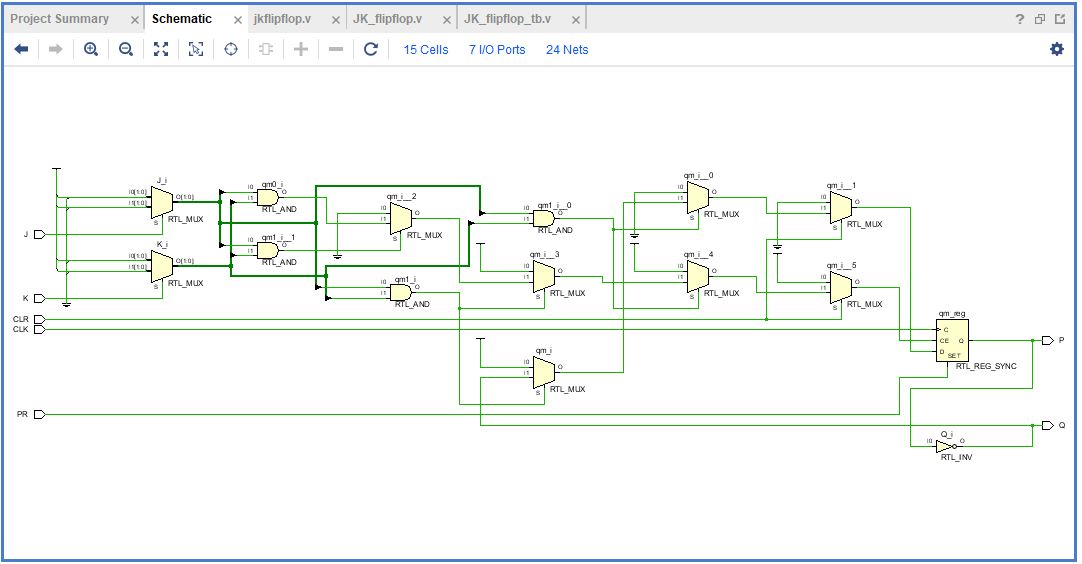 Project Summary × Schematic × jkflipflop.v × JK_flipflop.v × JK_flipflop_tb.v × ?
15 Cells 7 I/O Ports 24 Nets
J_i
I0[1:0]
I1[1:0]
O[1:0]
S
RTL_MUX
K_i
I0[1:0]
I1[1:0]
O[1:0]
S
RTL_MUX
J
K
CLR
CLK
PR
qm0_i
I0
I1
O
RTL_AND
qm1_i__1
I0
I1
O
RTL_AND
qm_i__2
I0
I1
O
S
RTL_MUX
qm1_i
I0
I1
O
RTL_AND
qm1_i__0
I0
I1
O
RTL_AND
qm_i__3
I0
I1
O
S
RTL_MUX
qm_i
I0
I1
O
S
RTL_MUX
qm_i__0
I0
I1
O
S
RTL_MUX
qm_i__4
I0
I1
O
S
RTL_MUX
qm_i__1
I0
I1
O
S
RTL_MUX
qm_i__5
I0
I1
O
S
RTL_MUX
qm_reg
C
CE
Q
D
SET
RTL_REG_SYNC
P
Q
Q_i
I0
O
RTL_INV